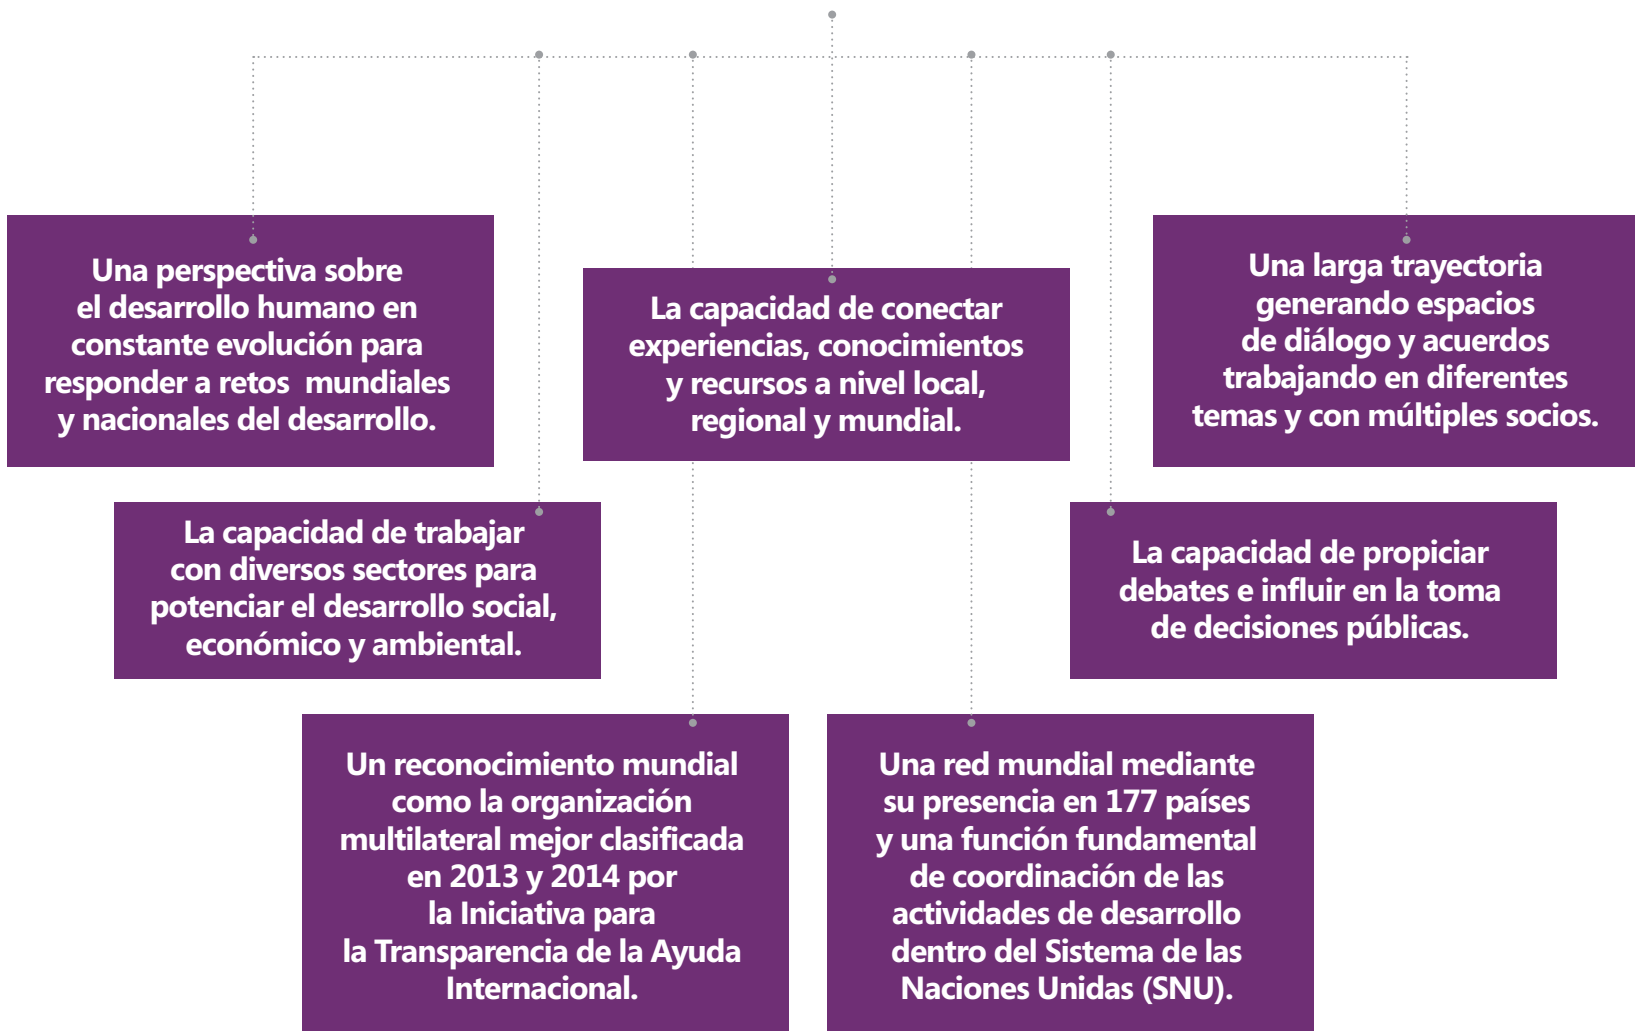 Una perspectiva sobre
el desarrollo humano en
constante evolución para
responder a retos  mundiales
y nacionales del desarrollo.
La capacidad de conectar
experiencias, conocimientos
y recursos a nivel local,
regional y mundial.
Una larga trayectoria
generando espacios
de diálogo y acuerdos
trabajando en diferentes
temas y con múltiples socios.
La capacidad de trabajar
con diversos sectores para
potenciar el desarrollo social,
económico y ambiental.
La capacidad de propiciar
debates e influir en la toma
de decisiones públicas.
Un reconocimiento mundial
como la organización
multilateral mejor clasificada
en 2013 y 2014 por
la Iniciativa para
la Transparencia de la Ayuda
Internacional.
Una red mundial mediante
su presencia en 177 países
y una función fundamental
de coordinación de las
actividades de desarrollo
dentro del Sistema de las
Naciones Unidas (SNU).